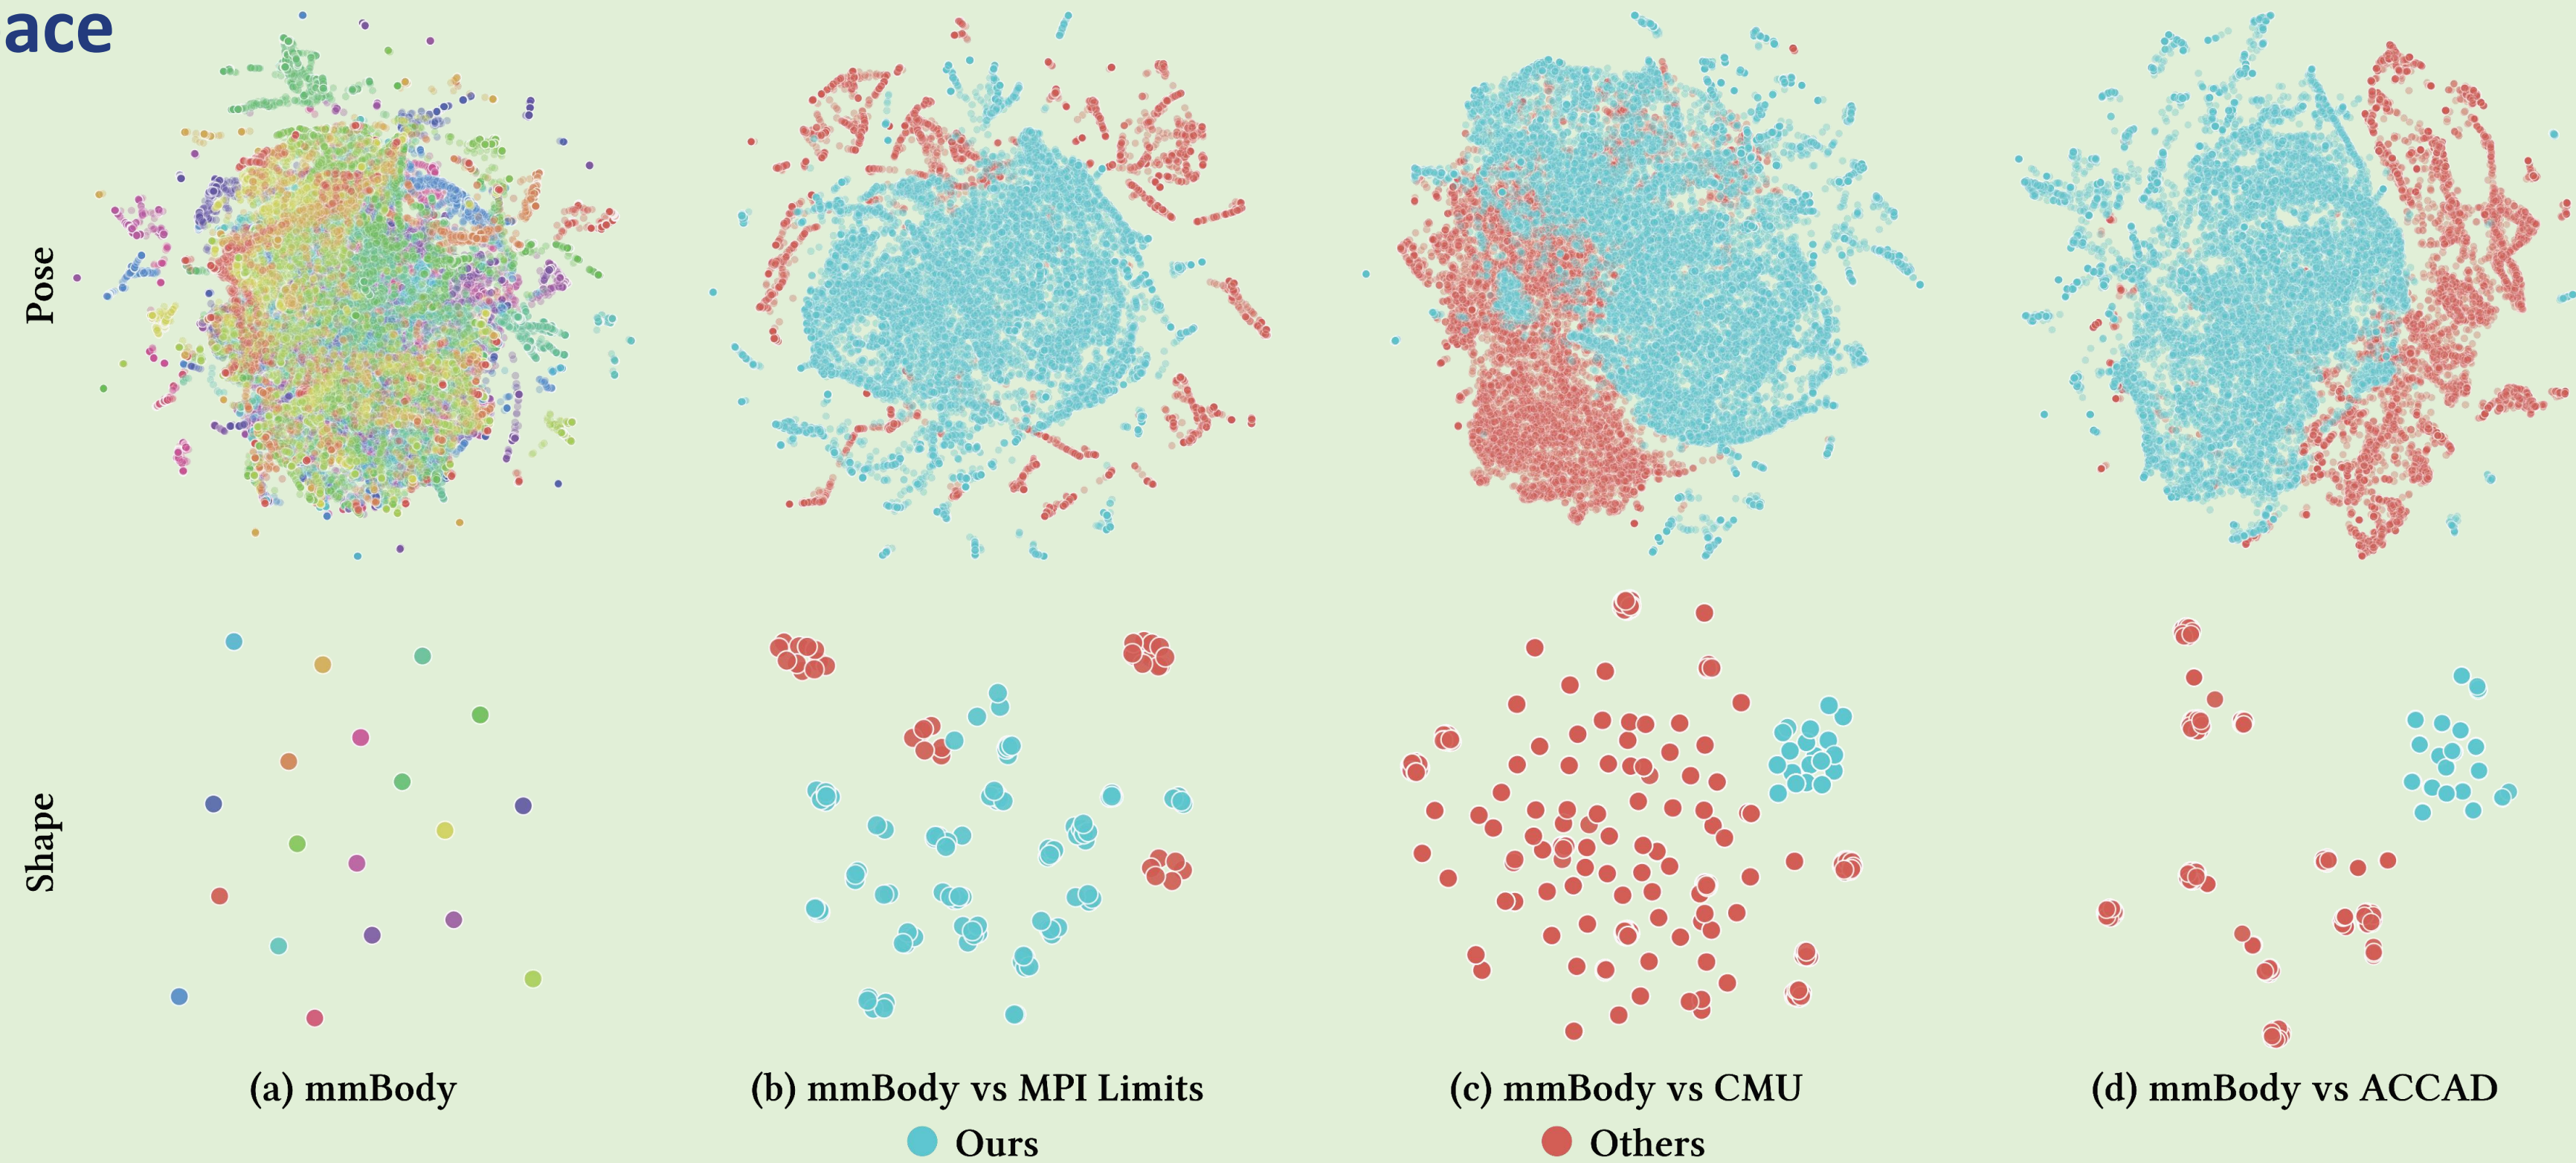 ace
Pose
Shape
(a) mmBody
(b) mmBody vs MPI Limits
(c) mmBody vs CMU
(d) mmBody vs ACCAD
Ours
Others